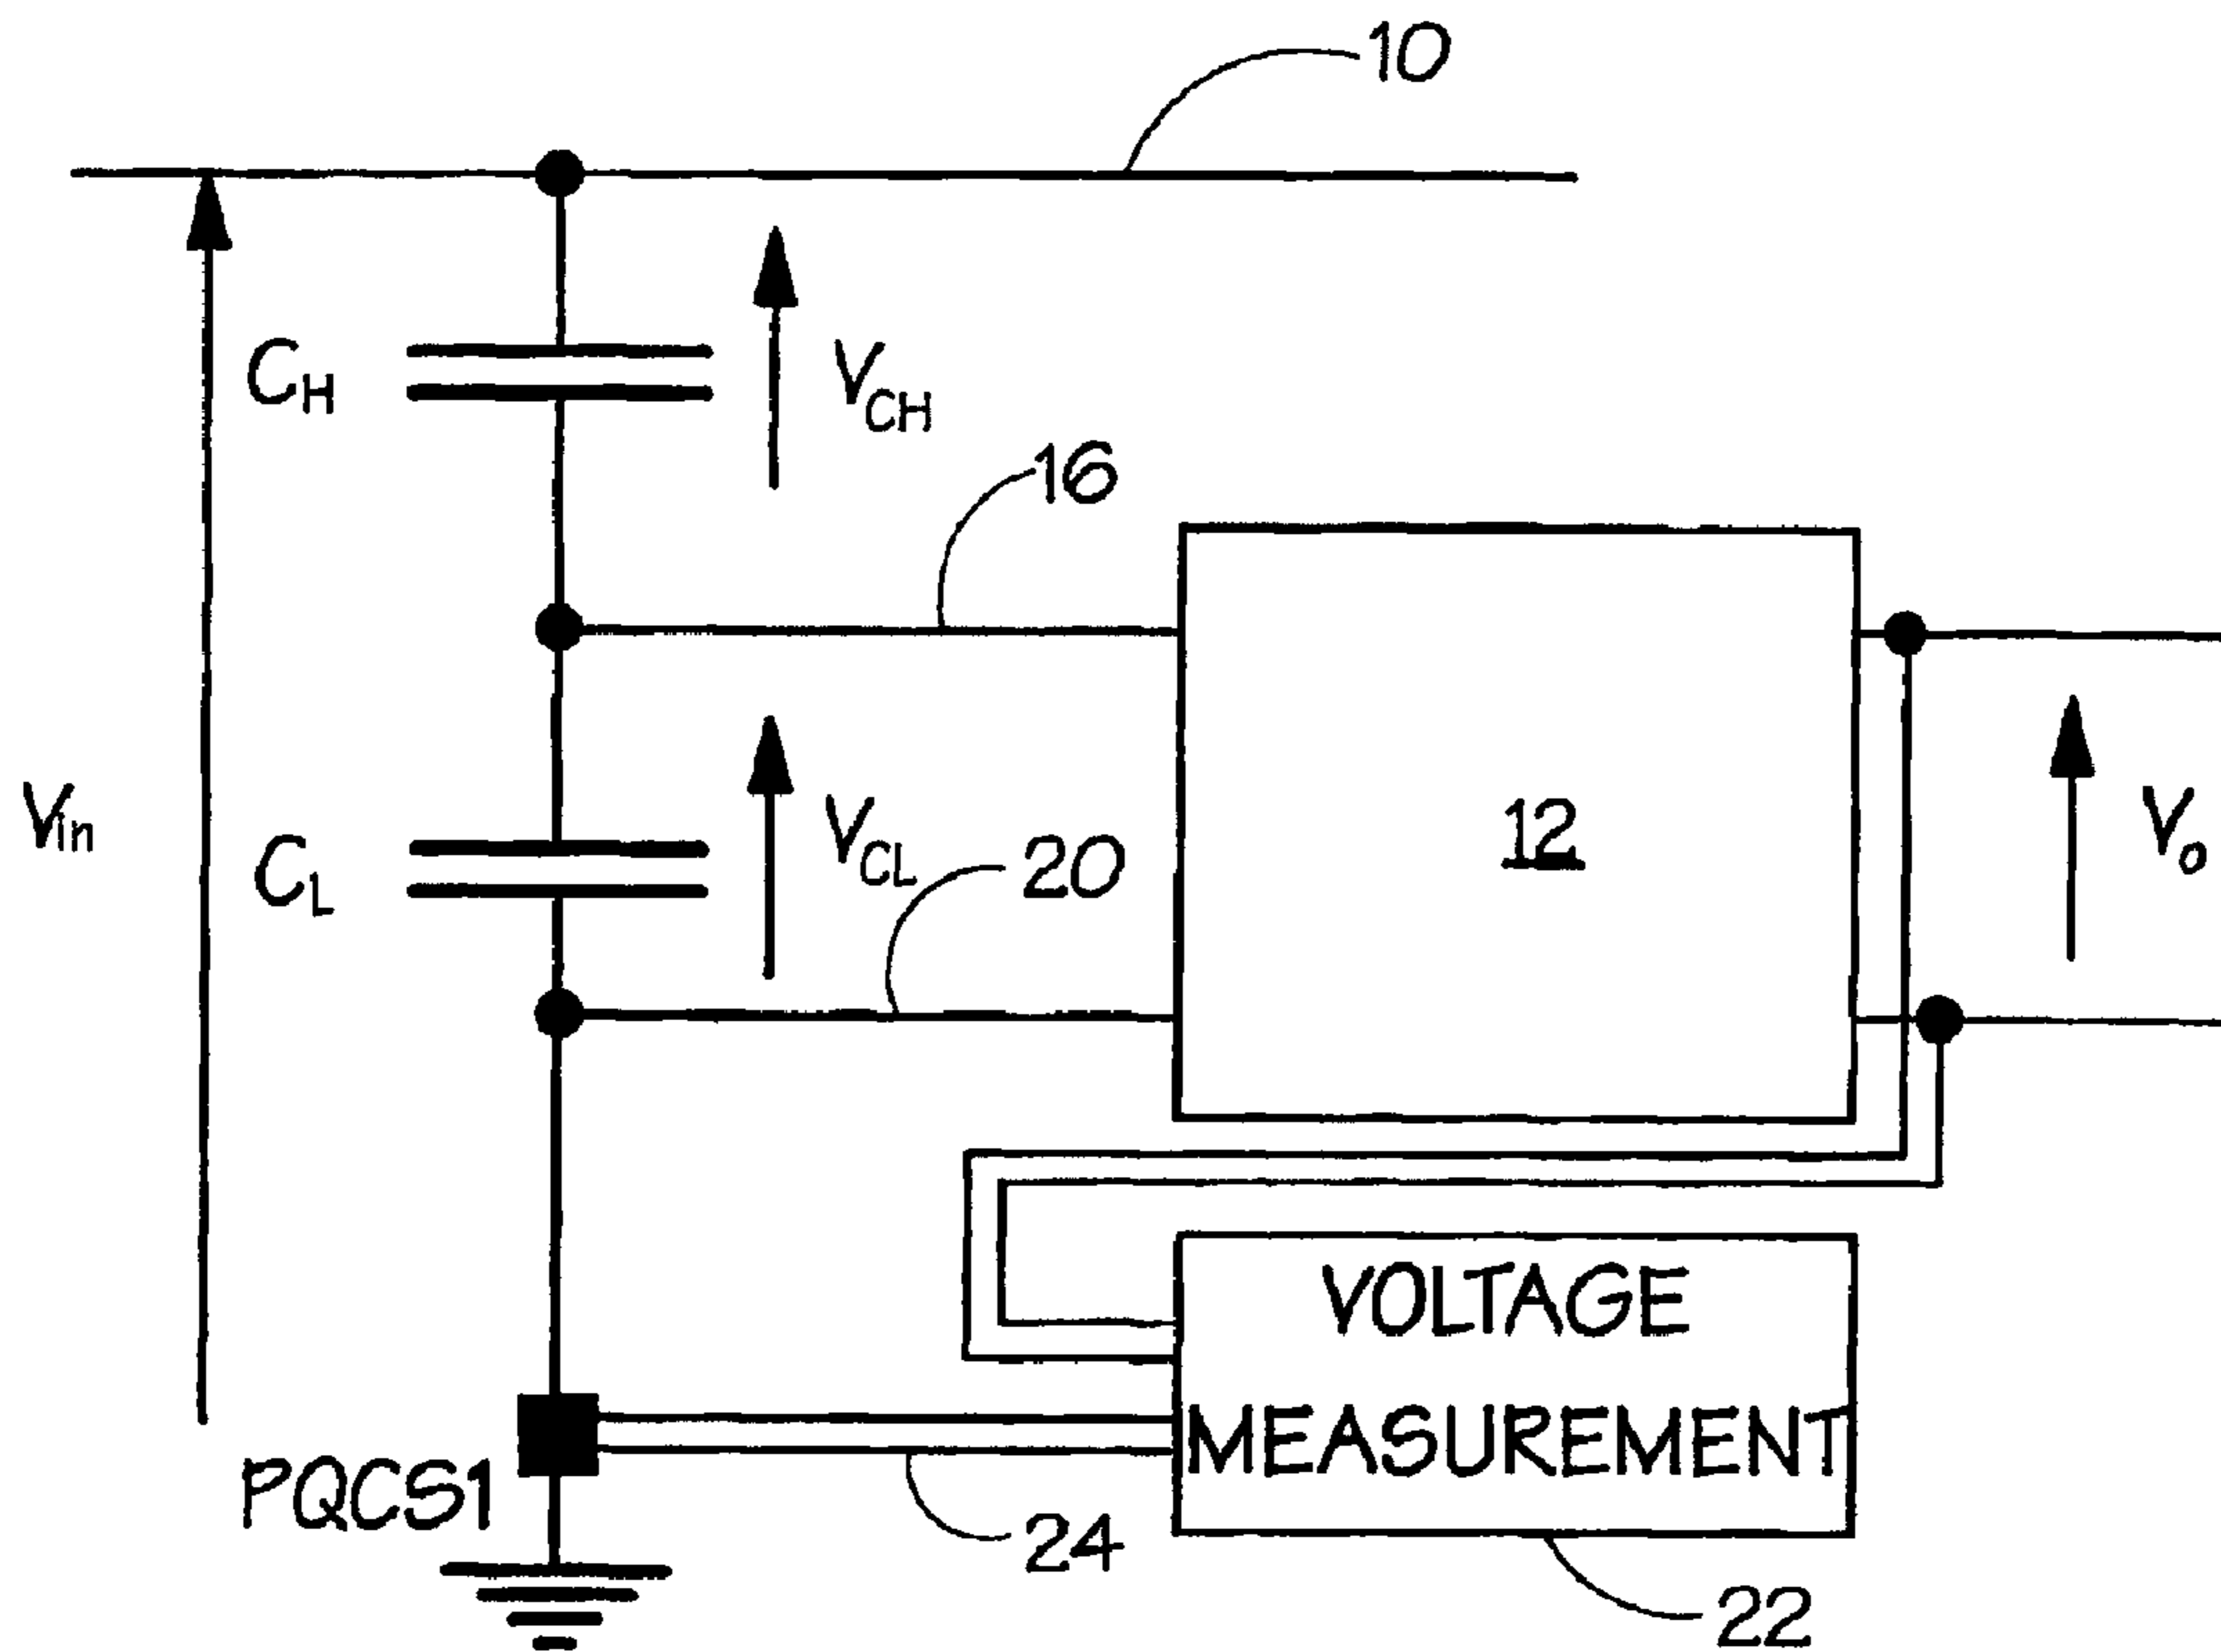 10
C_H
V_CH
16
V_in
C_L
V_CL
20
12
V_o
VOLTAGE
MEASUREMENT
PQCS1
24
22